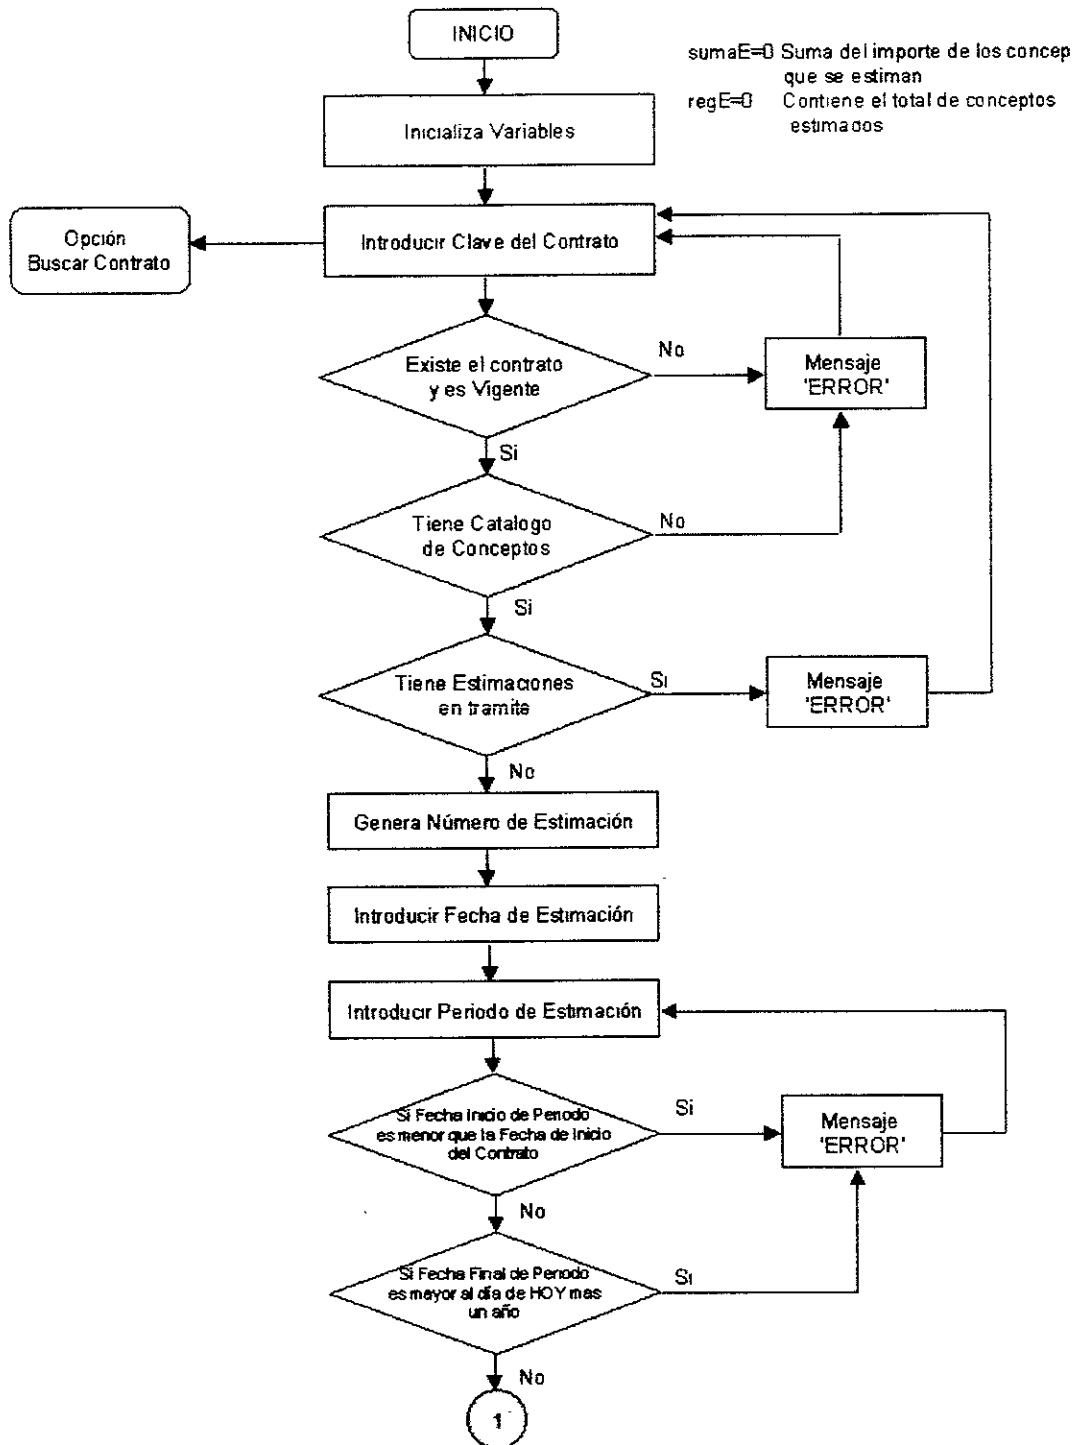 INICIO
sumaE=0 Suma del importe de los concep
que se estiman
regE=0 Contiene el total de conceptos
estimados
Inicializa Variables
Opción
Buscar Contrato
Introducir Clave del Contrato
Existe el contrato
y es Vigente
No
Mensaje
'ERROR'
Si
Tiene Catalogo
de Conceptos
No
Si
Tiene Estimaciones
en tramite
Si
Mensaje
'ERROR'
No
Genera Número de Estimación
Introducir Fecha de Estimación
Introducir Periodo de Estimación
Si Fecha Inicio de Periodo
es menor que la Fecha de Inicio
del Contrato
Si
Mensaje
'ERROR'
No
Si Fecha Final de Periodo
es mayor al día de HOY mas
un año
Si
No
1